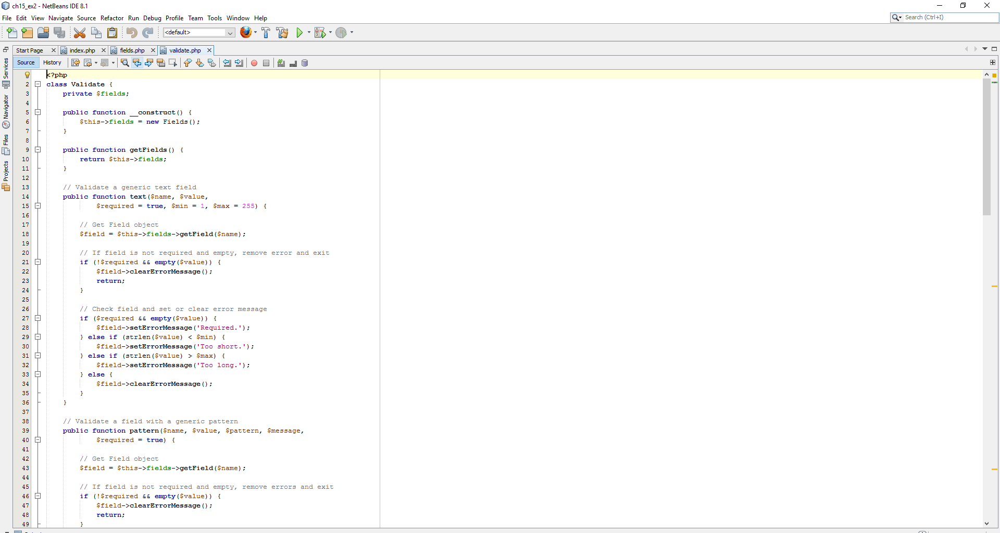 ch15_ex2 - NetBeans IDE 8.1
File Edit View Navigate Source Refactor Run Debug Profile Team Tools Window Help
Search (Ctrl+I)
<default>
Start Page index.php fields.php validate.php
Source History
Services
Navigator
Files
Projects
<?php
2 class Validate {
3     private $fields;
4
5     public function __construct() {
6         $this->fields = new Fields();
7     }
8
9     public function getFields() {
10         return $this->fields;
11     }
12
13     // Validate a generic text field
14     public function text($name, $value,
15             $required = true, $min = 1, $max = 255) {
16
17         // Get Field object
18         $field = $this->fields->getField($name);
19
20         // If field is not required and empty, remove error and exit
21         if (!$required && empty($value)) {
22             $field->clearErrorMessage();
23             return;
24         }
25
26         // Check field and set or clear error message
27         if ($required && empty($value)) {
28             $field->setErrorMessage('Required.');
29         } else if (strlen($value) < $min) {
30             $field->setErrorMessage('Too short.');
31         } else if (strlen($value) > $max) {
32             $field->setErrorMessage('Too long.');
33         } else {
34             $field->clearErrorMessage();
35         }
36     }
37
38     // Validate a field with a generic pattern
39     public function pattern($name, $value, $pattern, $message,
40             $required = true) {
41
42         // Get Field object
43         $field = $this->fields->getField($name);
44
45         // If field is not required and empty, remove errors and exit
46         if (!$required && empty($value)) {
47             $field->clearErrorMessage();
48             return;
49         }